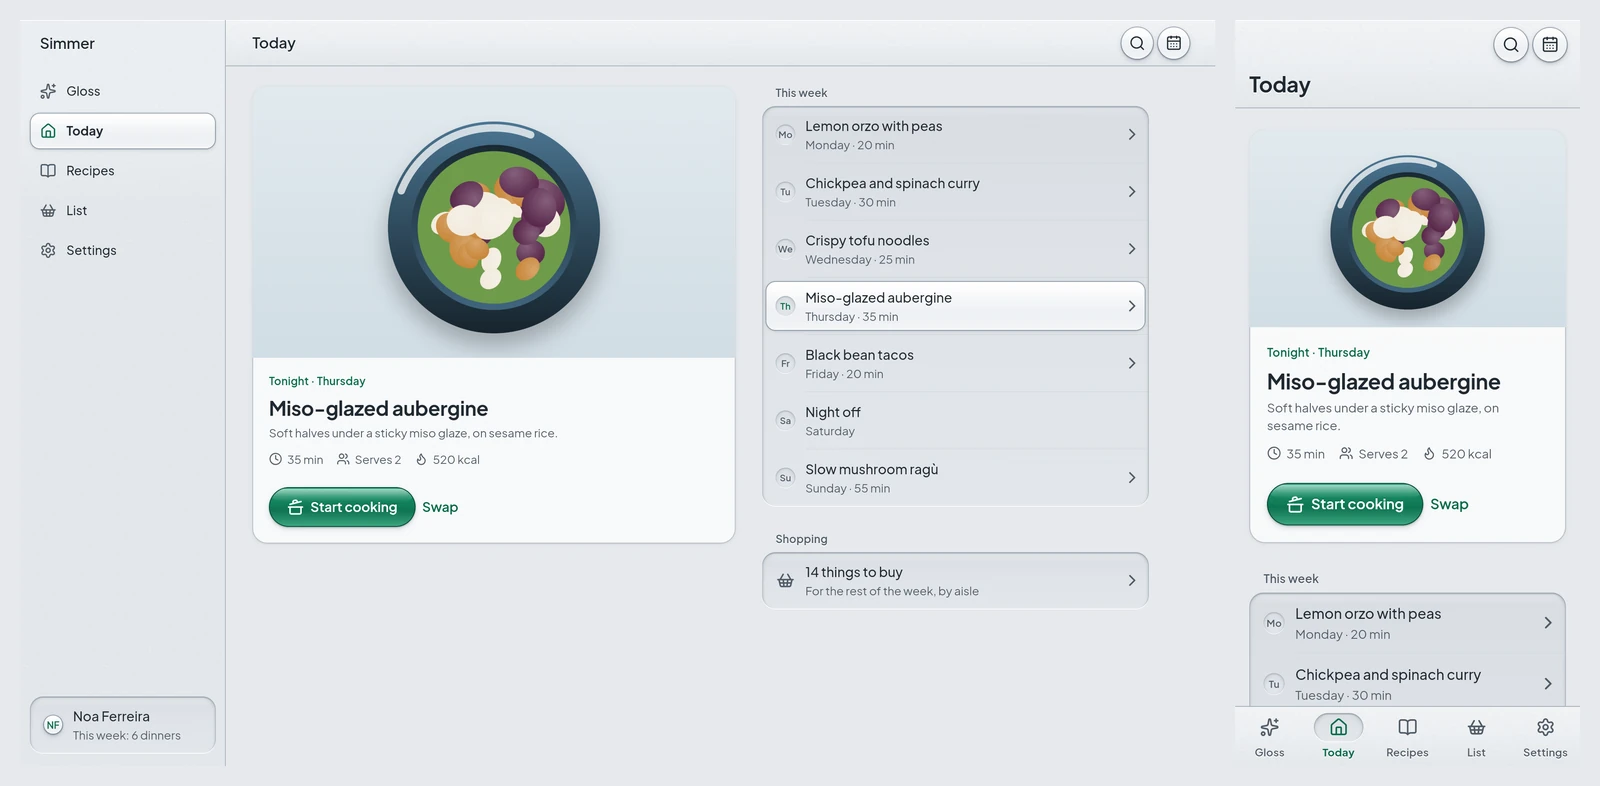 Simmer
Gloss
Today
Recipes
List
Settings
NF
Noa Ferreira
This week: 6 dinners
Today
Tonight · Thursday
Miso-glazed aubergine
Soft halves under a sticky miso glaze, on sesame rice.
35 min Serves 2 520 kcal
Start cooking Swap
This week
Mo
Lemon orzo with peas
Monday · 20 min
Tu
Chickpea and spinach curry
Tuesday · 30 min
We
Crispy tofu noodles
Wednesday · 25 min
Th
Miso-glazed aubergine
Thursday · 35 min
Fr
Black bean tacos
Friday · 20 min
Sa
Night off
Saturday
Su
Slow mushroom ragù
Sunday · 55 min
Shopping
14 things to buy
For the rest of the week, by aisle
Today
Tonight · Thursday
Miso-glazed aubergine
Soft halves under a sticky miso glaze, on
sesame rice.
35 min Serves 2 520 kcal
Start cooking Swap
This week
Mo
Lemon orzo with peas
Monday · 20 min
Tu
Chickpea and spinach curry
Tuesday · 30 min
Gloss Today Recipes List Settings